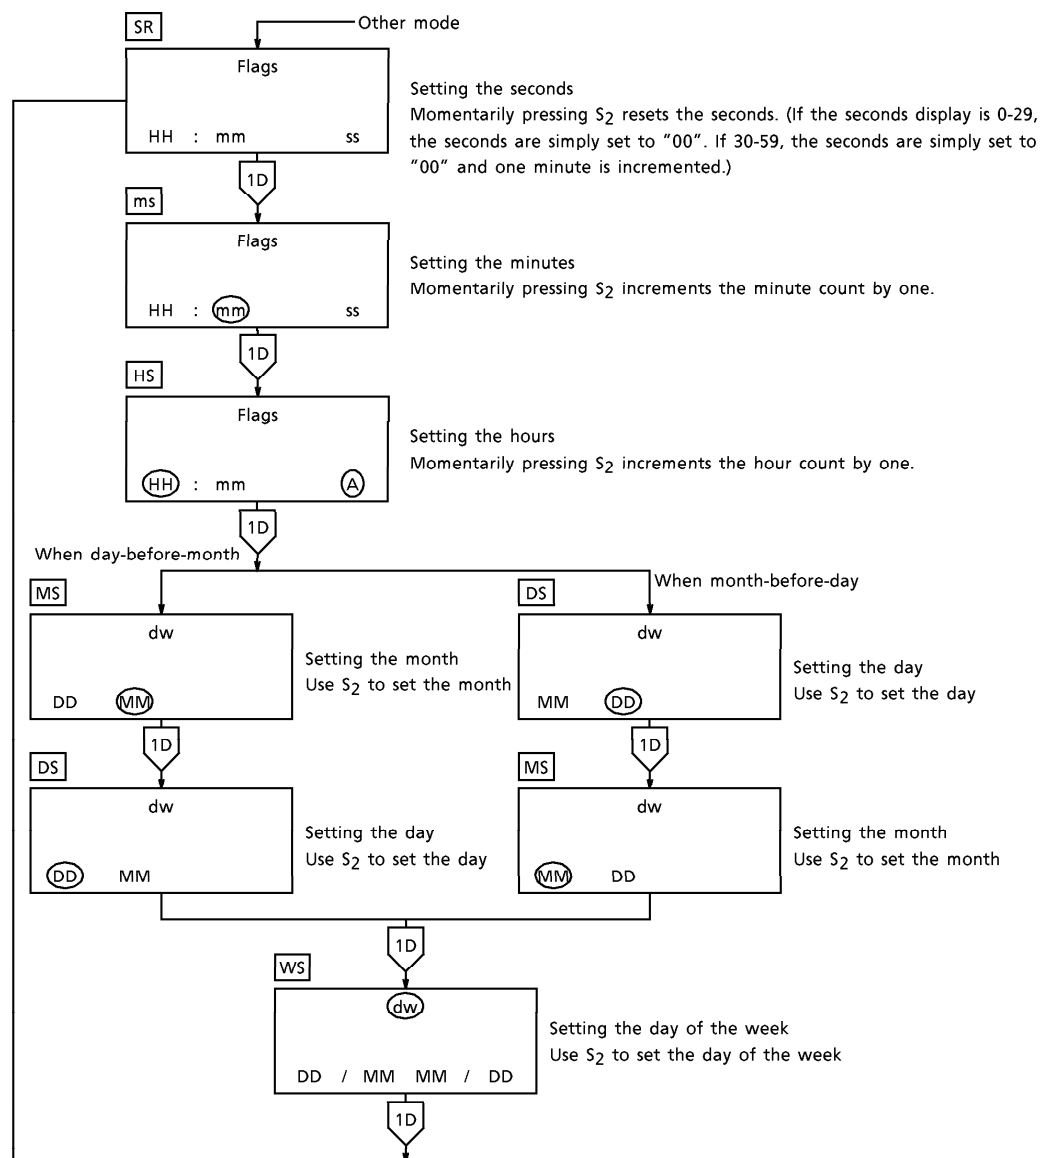 SR
Other mode
Flags
HH : mm ss
Setting the seconds
Momentarily pressing S2 resets the seconds. (If the seconds display is 0-29,
the seconds are simply set to "00". If 30-59, the seconds are simply set to
"00" and one minute is incremented.)
1D
ms
Flags
HH : mm ss
Setting the minutes
Momentarily pressing S2 increments the minute count by one.
1D
HS
Flags
HH : mm A
Setting the hours
Momentarily pressing S2 increments the hour count by one.
1D
When day-before-month
When month-before-day
MS
dw
DD MM
Setting the month
Use S2 to set the month
DS
dw
MM DD
Setting the day
Use S2 to set the day
1D
1D
DS
dw
DD MM
Setting the day
Use S2 to set the day
MS
dw
MM DD
Setting the month
Use S2 to set the month
1D
WS
dw
DD / MM MM / DD
Setting the day of the week
Use S2 to set the day of the week
1D